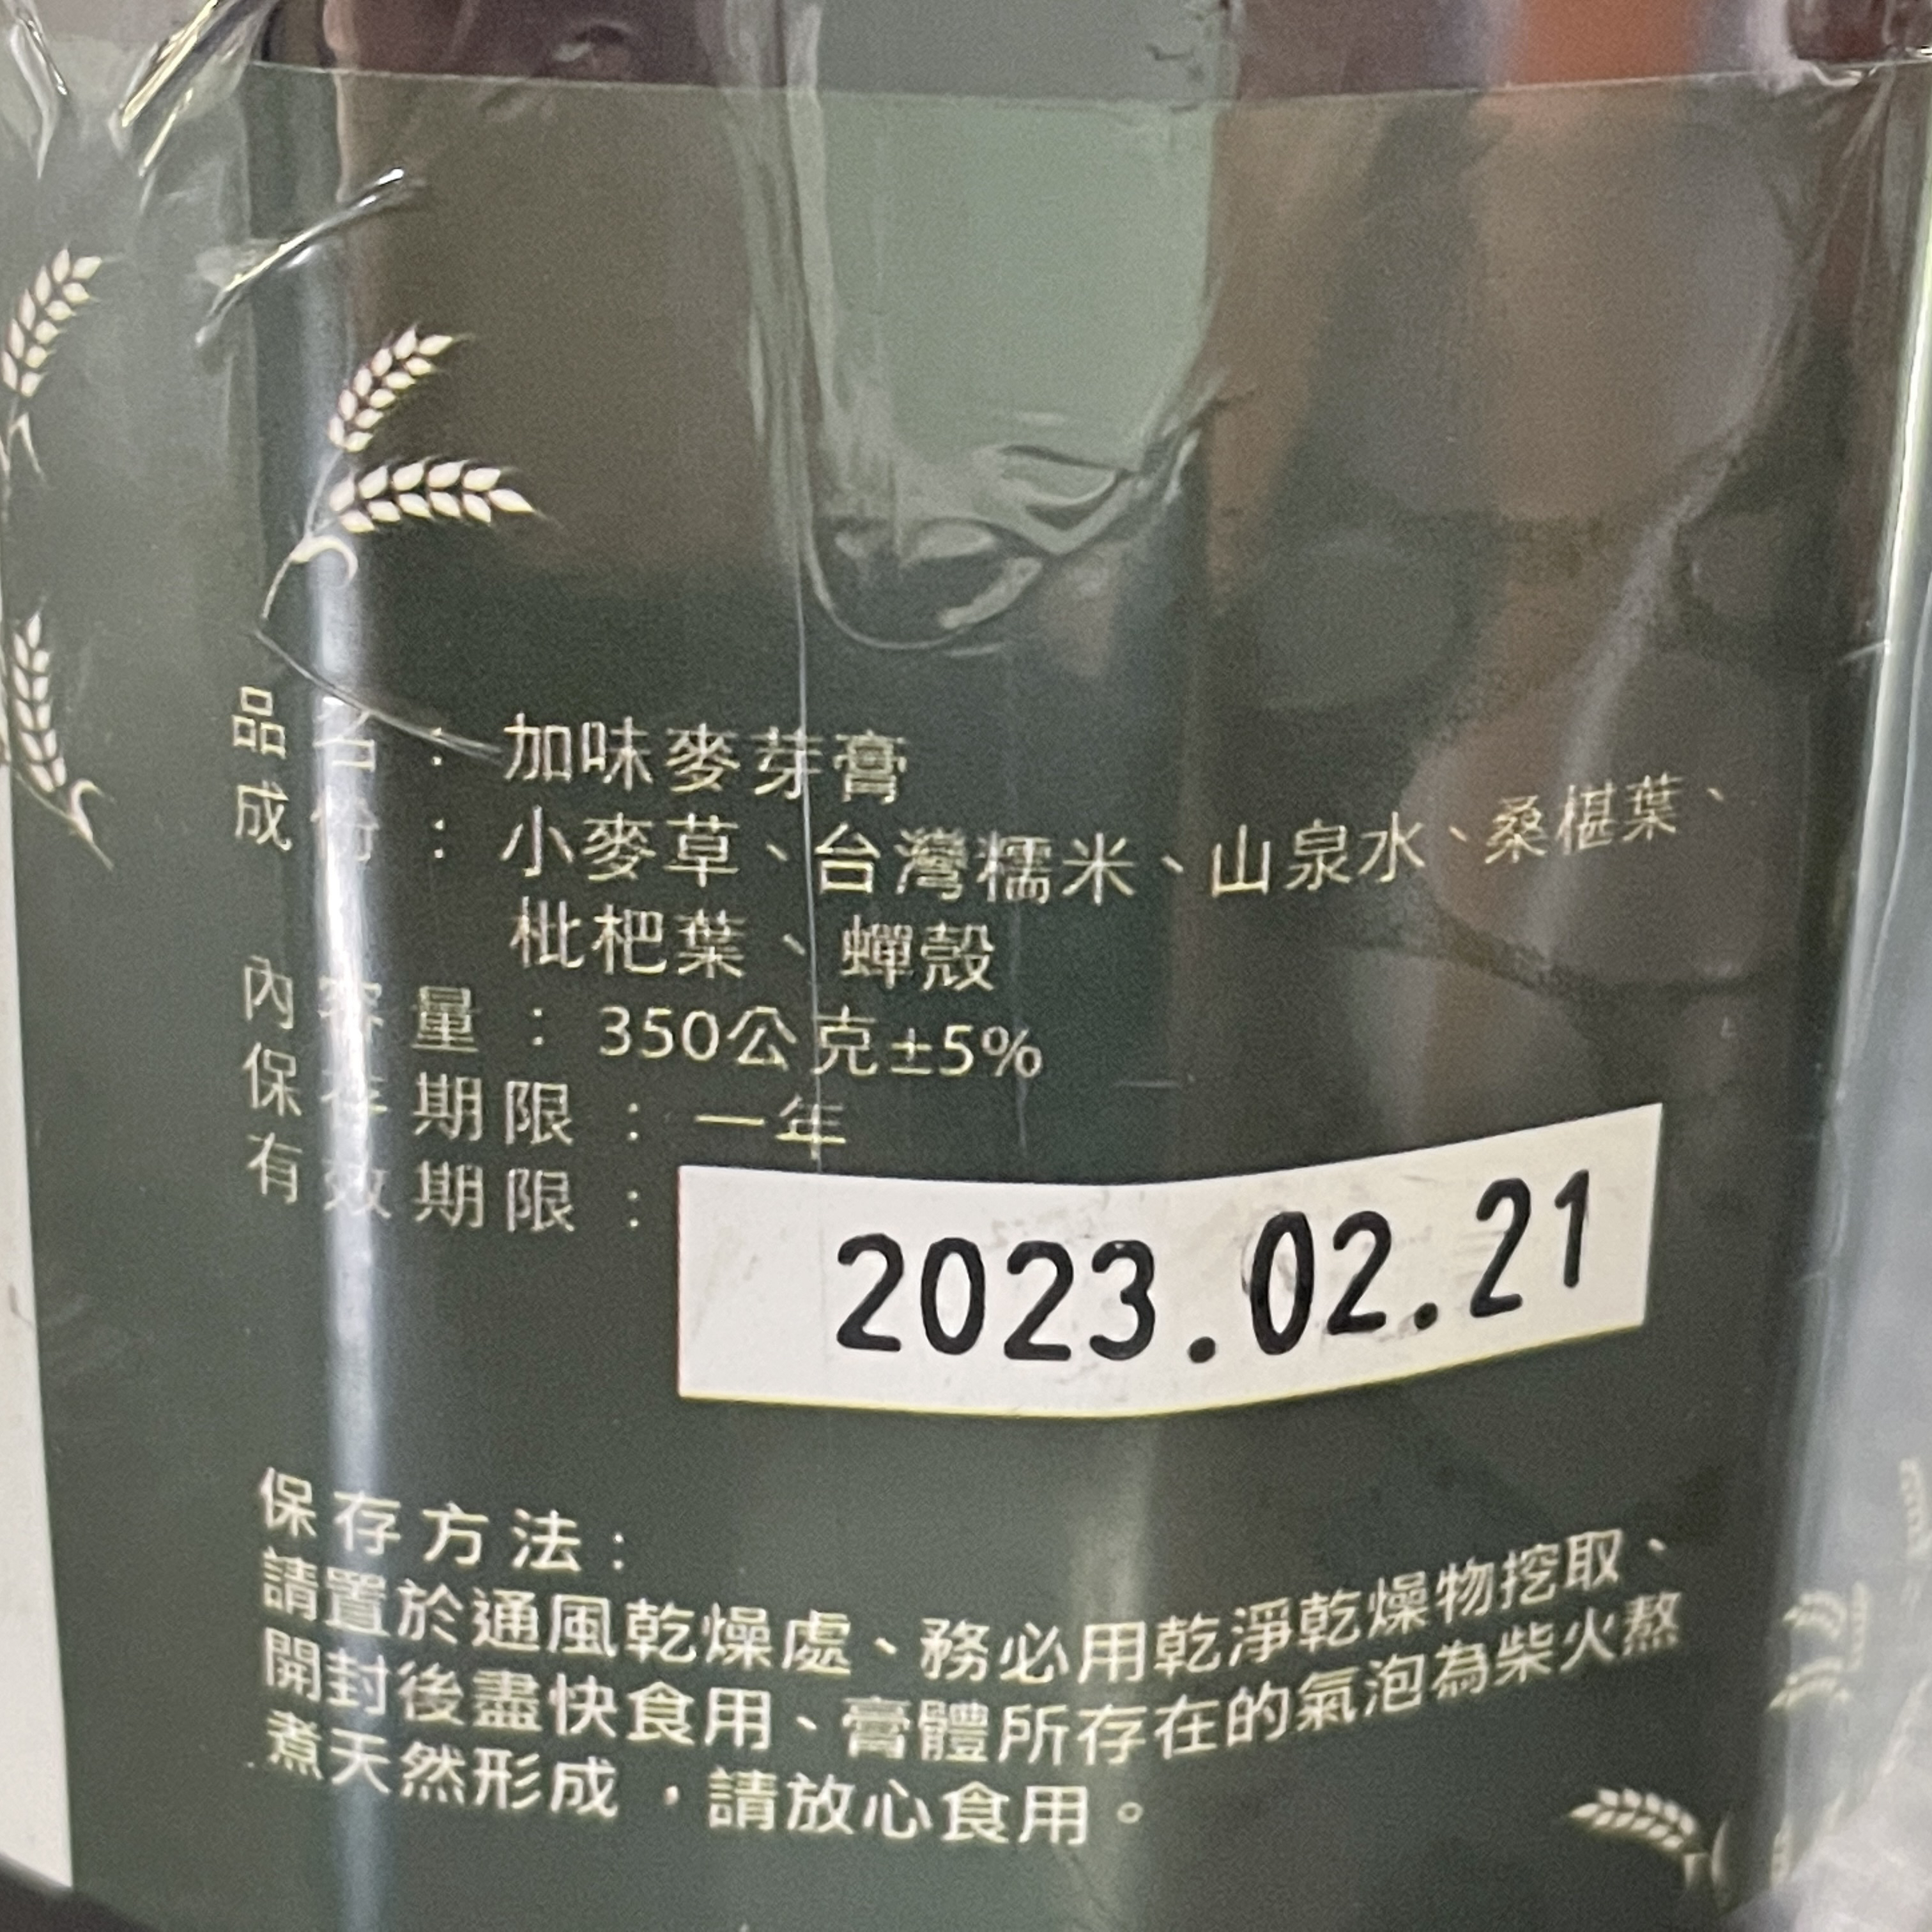 品名：加味麥芽膏
成份：小麥草、台灣糯米、山泉水、桑椹葉、
枇杷葉、蟬殼
內容量：350公克±5%
保存期限：一年
有效期限：2023.02.21
保存方法：
請置於通風乾燥處、務必用乾淨乾燥物挖取、
開封後盡快食用、膏體所存在的氣泡為柴火熬
煮天然形成，請放心食用。